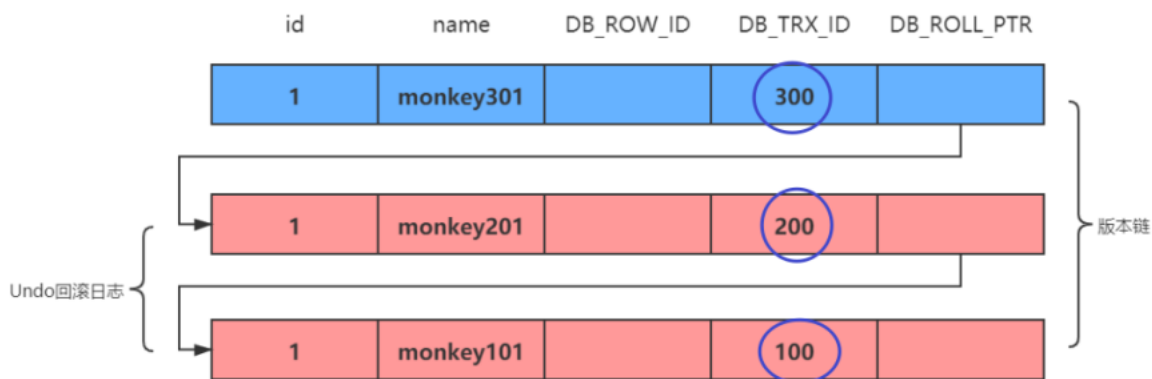 id name DB_ROW_ID DB_TRX_ID DB_ROLL_PTR
1 monkey301 300
1 monkey201 200
版本链
Undo回滚日志
1 monkey101 100